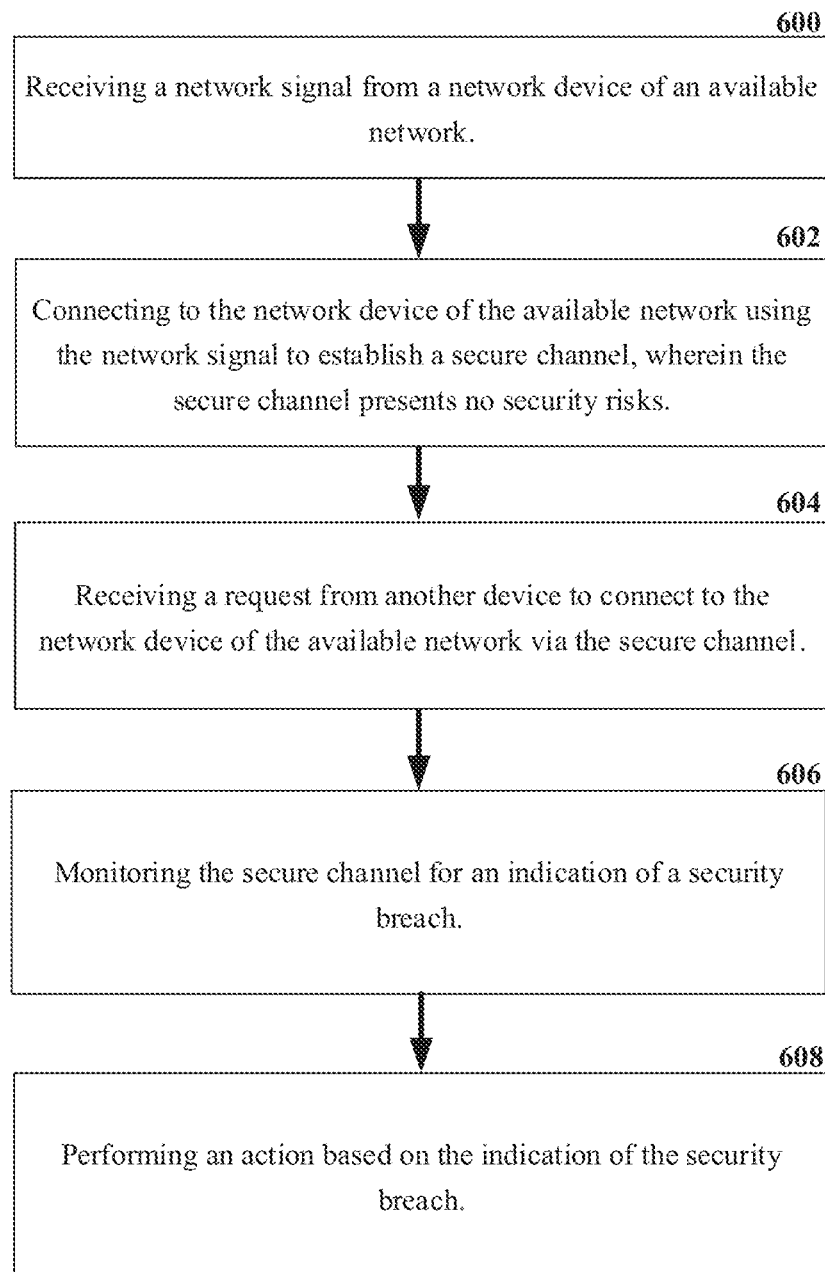 600
Receiving a network signal from a network device of an available
network.
602
Connecting to the network device of the available network using
the network signal to establish a secure channel, wherein the
secure channel presents no security risks.
604
Receiving a request from another device to connect to the
network device of the available network via the secure channel.
606
Monitoring the secure channel for an indication of a security
breach.
608
Performing an action based on the indication of the security
breach.